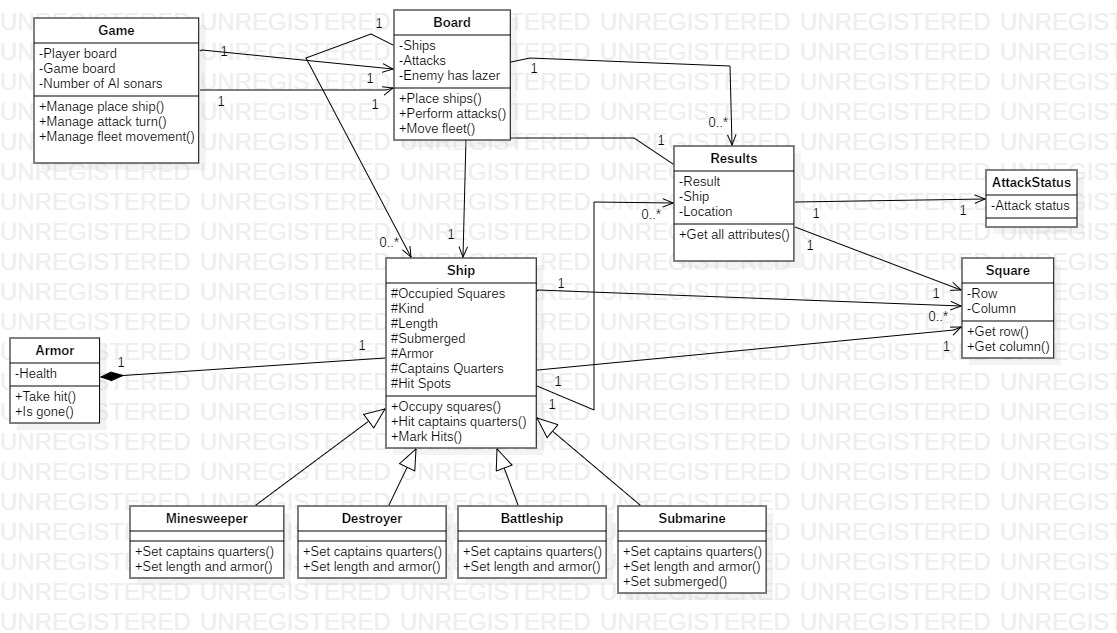 Game
-Player board
-Game board
-Number of AI sonars
+Manage place ship()
+Manage attack turn()
+Manage fleet movement()
Board
-Ships
-Attacks
-Enemy has lazer
+Place ships()
+Perform attacks()
+Move fleet()
1
1
1
1
1
1
0..*
1
Results
-Result
-Ship
-Location
+Get all attributes()
AttackStatus
-Attack status
1
1
1
0..*
0..*
1
Ship
#Occupied Squares
#Kind
#Length
#Submerged
#Armor
#Captains Quarters
#Hit Spots
+Occupy squares()
+Hit captains quarters()
+Mark Hits()
Square
-Row
-Column
+Get row()
+Get column()
1
1
0..*
1
1
1
Armor
-Health
+Take hit()
+Is gone()
1
1
Minesweeper
+Set captains quarters()
+Set length and armor()
Destroyer
+Set captains quarters()
+Set length and armor()
Battleship
+Set captains quarters()
+Set length and armor()
Submarine
+Set captains quarters()
+Set length and armor()
+Set submerged()
UNREGISTERED